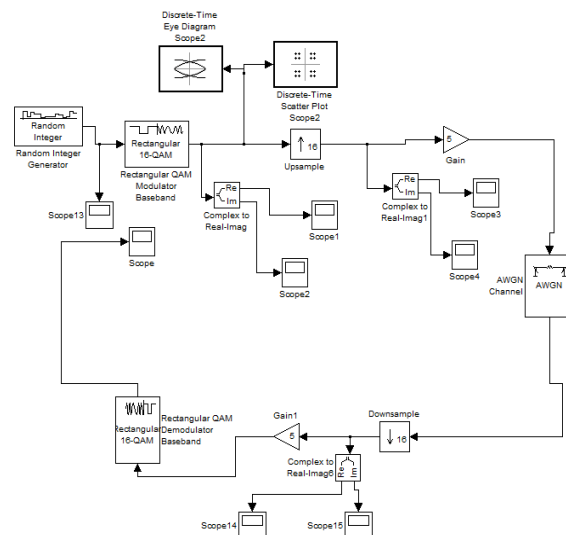 Discrete-Time
Eye Diagram
Scope2
Discrete-Time
Scatter Plot
Scope2
Random
Integer
Random Integer
Generator
Rectangular
16-QAM
Rectangular QAM
Modulator
Baseband
16
Upsample
5
Gain
Scope13
Re
Im
Complex to
Real-Imag
Scope1
Scope2
Re
Im
Complex to
Real-Imag1
Scope3
Scope4
Scope
AWGN
Channel
AWGN
Rectangular
16-QAM
Rectangular QAM
Demodulator
Baseband
Gain1
5
Downsample
16
Complex to
Real-Imag6
Re
Im
Scope14
Scope15